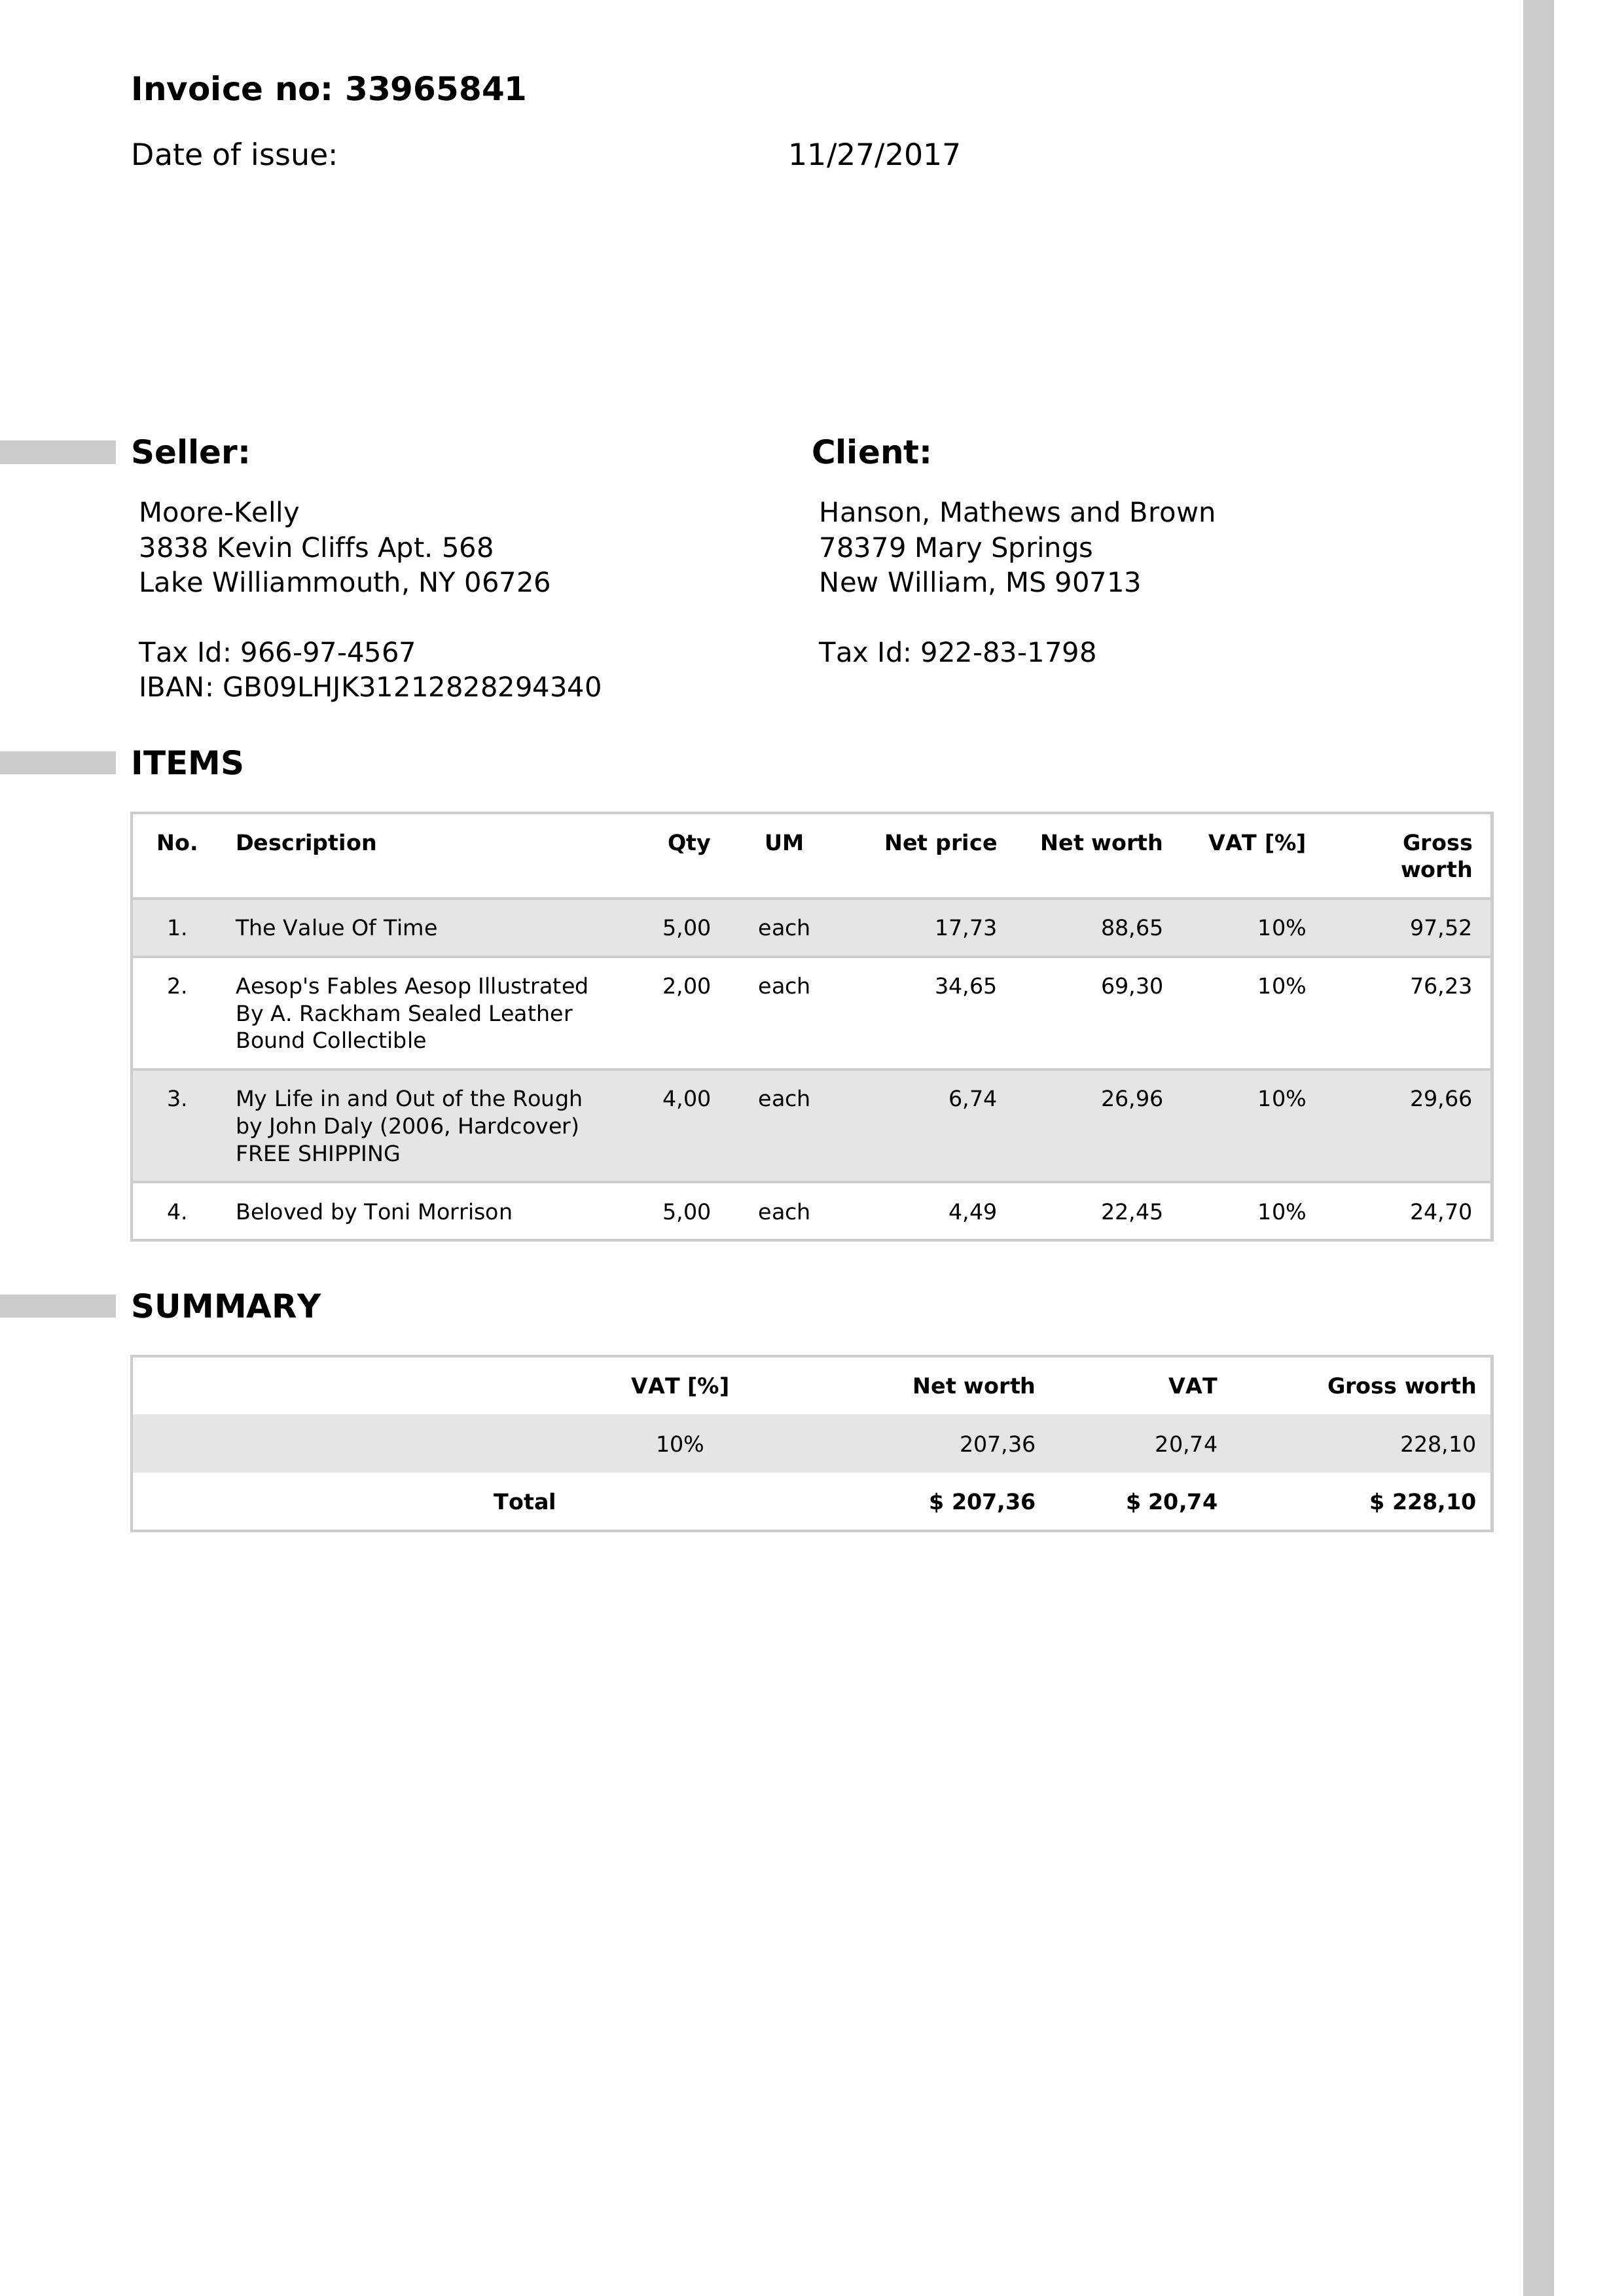 Invoice no: 33965841
Date of issue: 11/27/2017
Seller: Client:
Moore-Kelly Hanson, Mathews and Brown
3838 Kevin Cliffs Apt. 568 78379 Mary Springs
Lake Williammouth, NY 06726 New William, MS 90713
Tax Id: 966-97-4567 Tax Id: 922-83-1798
IBAN: GB09LHJK31212828294340
ITEMS
No. Description Qty UM Net price Net worth VAT [%] Gross
worth
1. The Value Of Time 5,00 each 17,73 88,65 10% 97,52
2. Aesop's Fables Aesop Illustrated 2,00 each 34,65 69,30 10% 76,23
By A. Rackham Sealed Leather
Bound Collectible
3. My Life in and Out of the Rough 4,00 each 6,74 26,96 10% 29,66
by John Daly (2006, Hardcover)
FREE SHIPPING
4. Beloved by Toni Morrison 5,00 each 4,49 22,45 10% 24,70
SUMMARY
VAT [%] Net worth VAT Gross worth
10% 207,36 20,74 228,10
Total $ 207,36 $ 20,74 $ 228,10